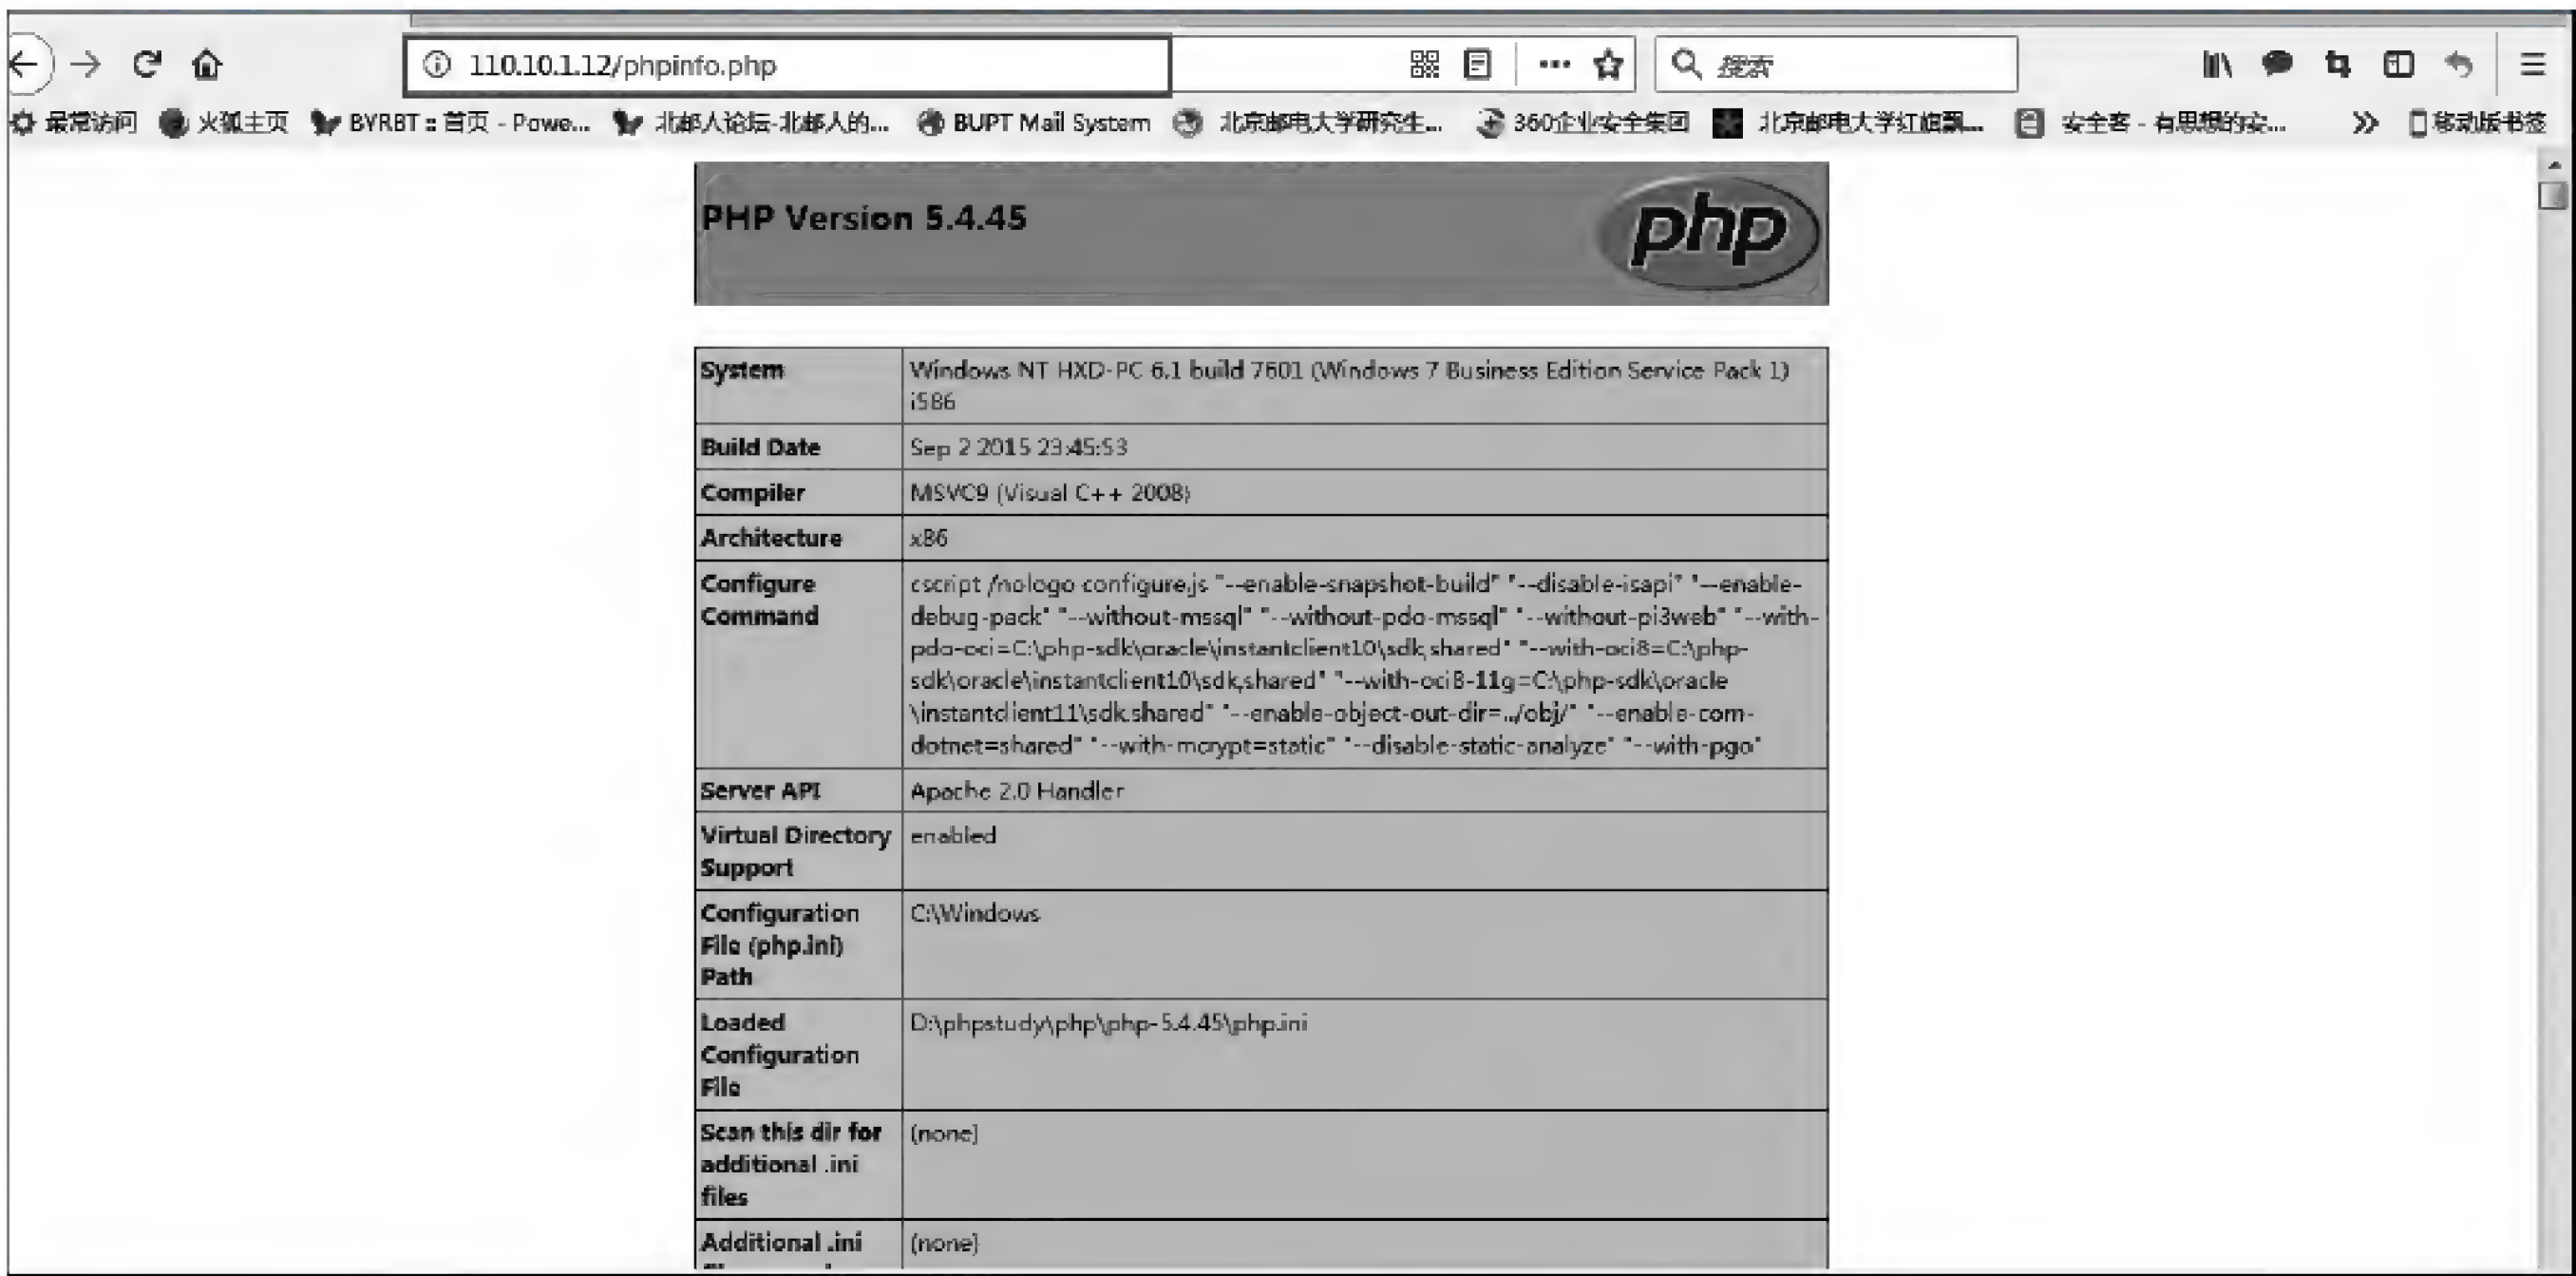 110.10.1.12/phpinfo.php
搜索
最常访问 火狐主页 BYRBT :: 首页 - Powe... 北邮人论坛-北邮人的... BUPT Mail System 北京邮电大学研究生... 360企业安全集团 北京邮电大学红旗飘... 安全客 - 有思想的安... 移动版书签
PHP Version 5.4.45
php
System
Windows NT HXD-PC 6.1 build 7601 (Windows 7 Business Edition Service Pack 1)
i586
Build Date
Sep 2 2015 23:45:53
Compiler
MSVC9 (Visual C++ 2008)
Architecture
x86
Configure
Command
cscript /nologo configure.js "--enable-snapshot-build" "--disable-isapi" "--enable-
debug-pack" "--without-mssql" "--without-pdo-mssql" "--without-pi3web" "--with-
pdo-oci=C:\php-sdk\oracle\instantclient10\sdk,shared" "--with-oci8=C:\php-
sdk\oracle\instantclient10\sdk,shared" "--with-oci8-11g=C:\php-sdk\oracle
\instantclient11\sdk,shared" "--enable-object-out-dir=../obj/" "--enable-com-
dotnet=shared" "--with-mcrypt=static" "--disable-static-analyze" "--with-pgo"
Server API
Apache 2.0 Handler
Virtual Directory
Support
enabled
Configuration
File (php.ini)
Path
C:\Windows
Loaded
Configuration
File
D:\phpstudy\php\php-5.4.45\php.ini
Scan this dir for
additional .ini
files
(none)
Additional .ini
(none)